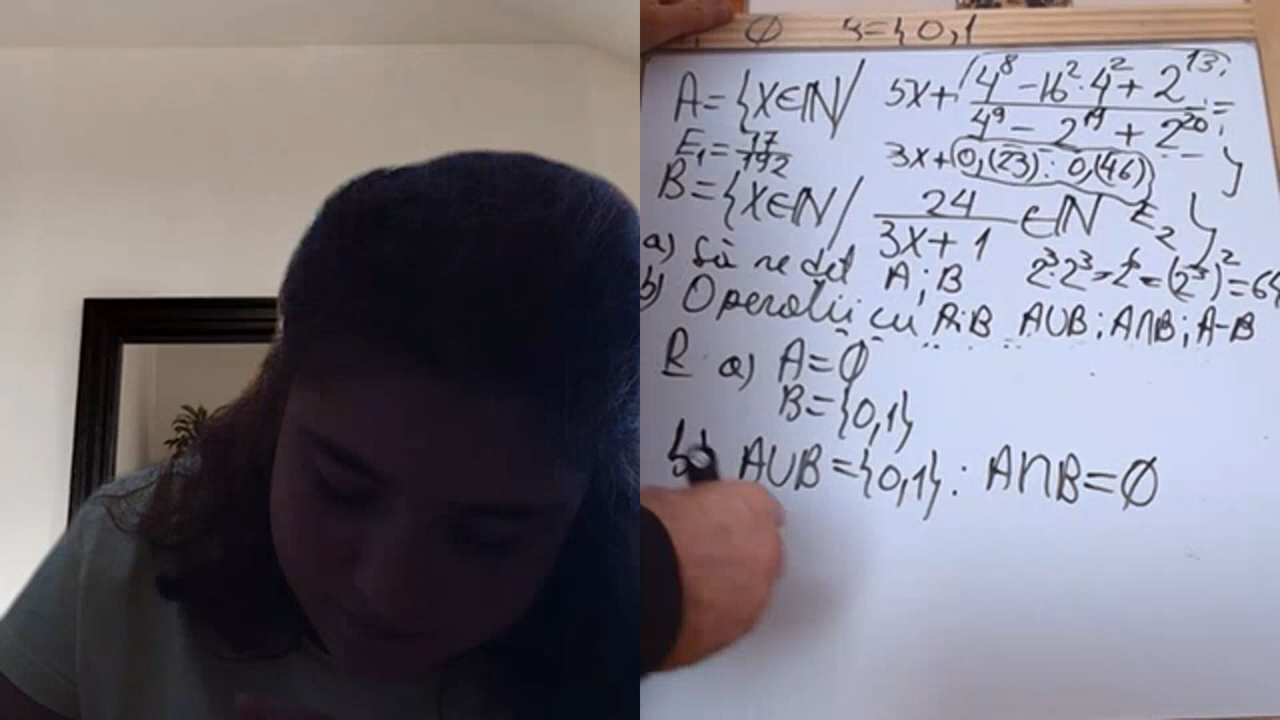 ∅ = {0,1
A = {x∈ℕ / 5x + (4⁸ - 16²·4² + 2¹³) / (4⁹ - 2¹⁹ + 2²⁰) =
E₁ = 17/192 3x + 0,(23) : 0,(46) }
B = {x∈ℕ / 24 / (3x + 1) ∈ℕ E₂ }
a) Să se det A ; B 2³·2³ = 2⁶ = (2³)² = 64
b) Operații cu A;B A∪B ; A∩B ; A-B
R a) A = ∅
B = {0,1}
b) A∪B = {0,1} : A∩B = ∅